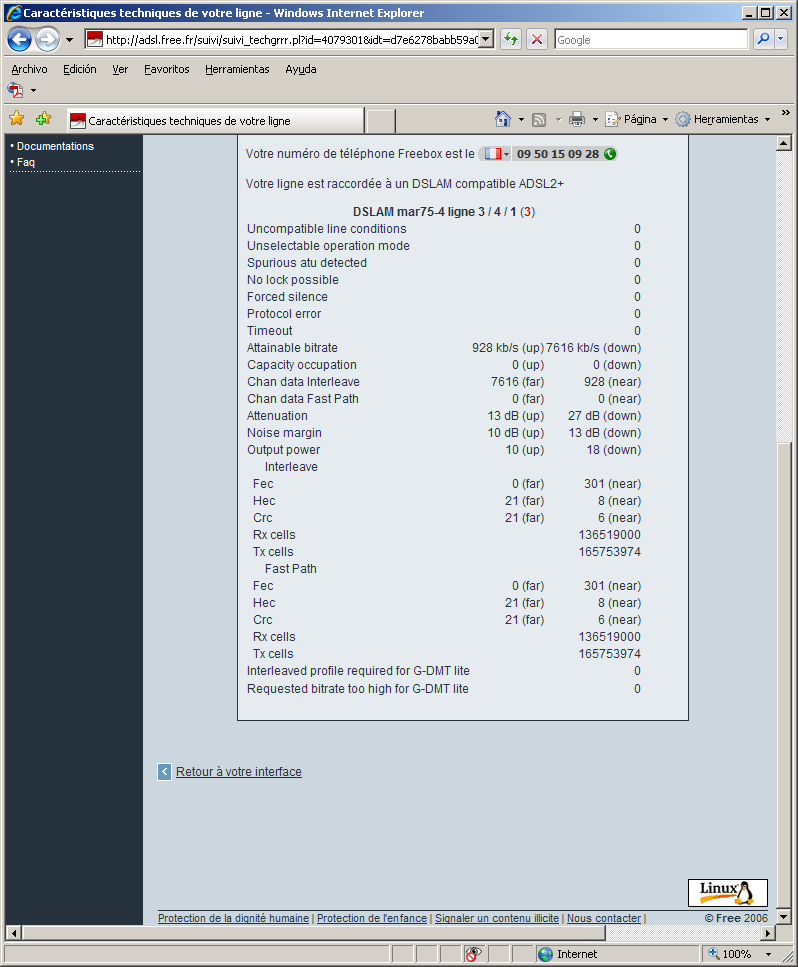 Caractéristiques techniques de votre ligne - Windows Internet Explorer
http://adsl.free.fr/suivi/suivi_techgrrr.pl?id=4079301&idt=d7e6278babb59a0
Google
Archivo Edición Ver Favoritos Herramientas Ayuda
Caractéristiques techniques de votre ligne
Página Herramientas »
• Documentations
• Faq
Votre numéro de téléphone Freebox est le 09 50 15 09 28
Votre ligne est raccordée à un DSLAM compatible ADSL2+
DSLAM mar75-4 ligne 3 / 4 / 1 (3)
Uncompatible line conditions 0
Unselectable operation mode 0
Spurious atu detected 0
No lock possible 0
Forced silence 0
Protocol error 0
Timeout 0
Attainable bitrate 928 kb/s (up) 7616 kb/s (down)
Capacity occupation 0 (up) 0 (down)
Chan data Interleave 7616 (far) 928 (near)
Chan data Fast Path 0 (far) 0 (near)
Attenuation 13 dB (up) 27 dB (down)
Noise margin 10 dB (up) 13 dB (down)
Output power 10 (up) 18 (down)
Interleave
Fec 0 (far) 301 (near)
Hec 21 (far) 8 (near)
Crc 21 (far) 6 (near)
Rx cells 136519000
Tx cells 165753974
Fast Path
Fec 0 (far) 301 (near)
Hec 21 (far) 8 (near)
Crc 21 (far) 6 (near)
Rx cells 136519000
Tx cells 165753974
Interleaved profile required for G-DMT lite 0
Requested bitrate too high for G-DMT lite 0
Retour à votre interface
Linux
Protection de la dignité humaine | Protection de l'enfance | Signaler un contenu illicite | Nous contacter | © Free 2006
Internet 100%